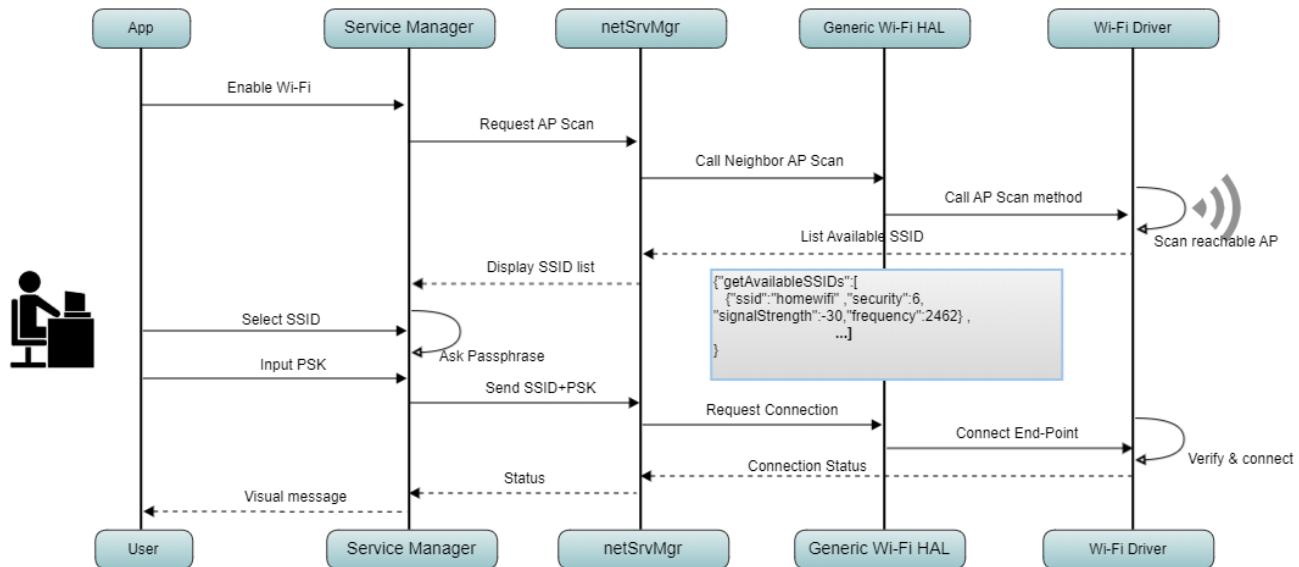 App
Service Manager
netSrvMgr
Generic Wi-Fi HAL
Wi-Fi Driver
Enable Wi-Fi
Request AP Scan
Call Neighbor AP Scan
Call AP Scan method
Scan reachable AP
List Available SSID
Display SSID list
{"getAvailableSSIDs":[
{"ssid":"homewifi" ,"security":6,
"signalStrength":-30,"frequency":2462} ,
...]
}
Select SSID
Ask Passphrase
Input PSK
Send SSID+PSK
Request Connection
Connect End-Point
Verify & connect
Connection Status
Status
Visual message
User
Service Manager
netSrvMgr
Generic Wi-Fi HAL
Wi-Fi Driver